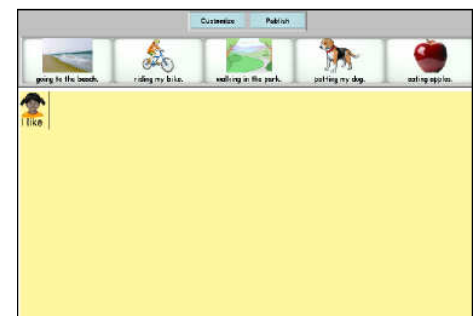 Customize Publish
going to the beach. riding my bike. walking in the park. petting my dog. eating apples.
I like